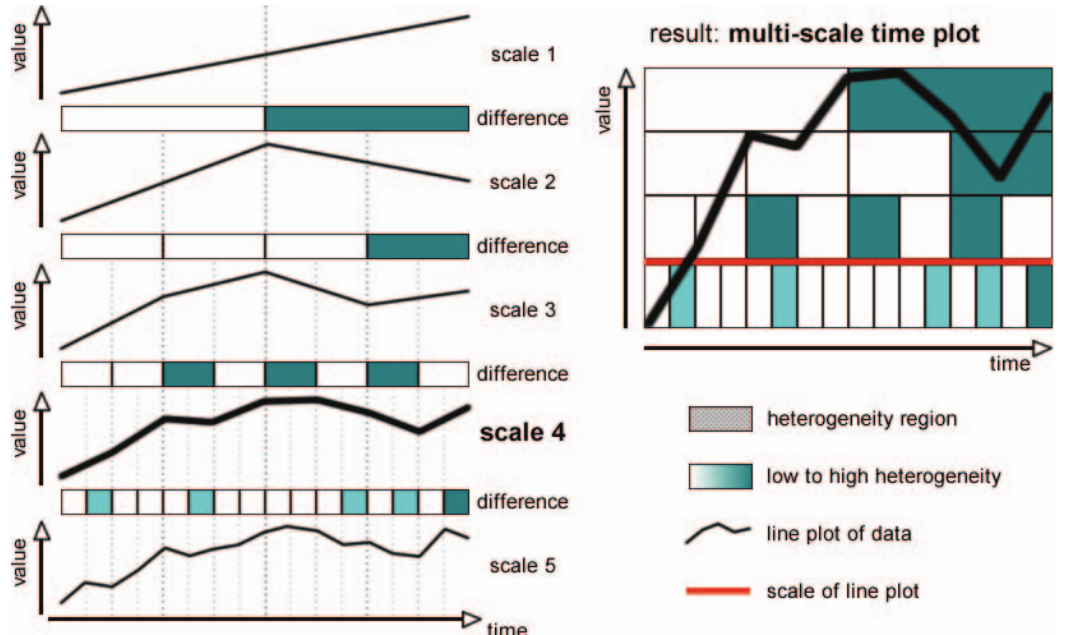 value
scale 1
difference
value
scale 2
difference
value
scale 3
difference
value
scale 4
difference
value
scale 5
time
result: multi-scale time plot
value
time
heterogeneity region
low to high heterogeneity
line plot of data
scale of line plot